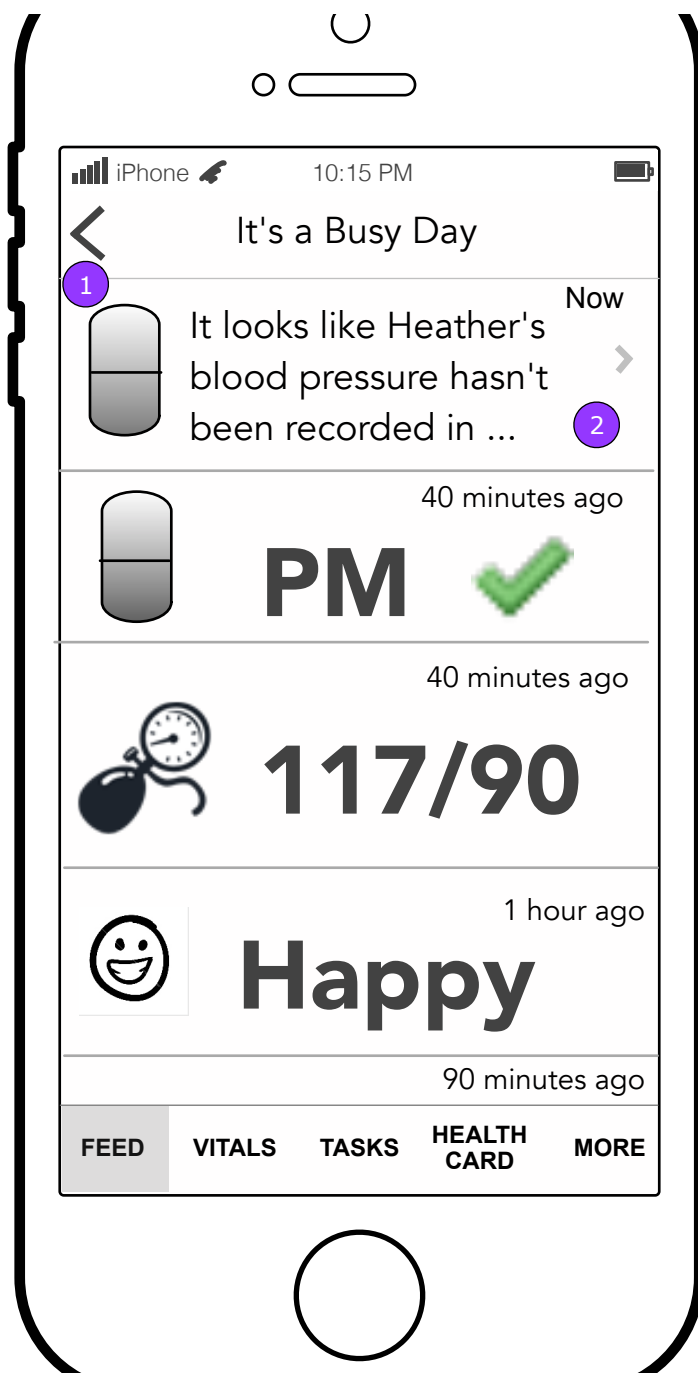 iPhone 10:15 PM
It's a Busy Day
1
Now
It looks like Heather's
blood pressure hasn't
been recorded in ...
2
40 minutes ago
PM
40 minutes ago
117/90
1 hour ago
Happy
90 minutes ago
FEED VITALS TASKS HEALTH CARD MORE